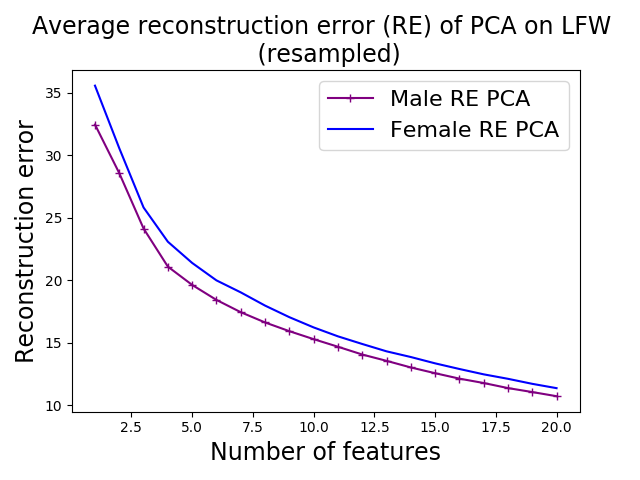 Average reconstruction error (RE) of PCA on LFW
(resampled)
Male RE PCA
Female RE PCA
Reconstruction error
35
30
25
20
15
10
2.5 5.0 7.5 10.0 12.5 15.0 17.5 20.0
Number of features